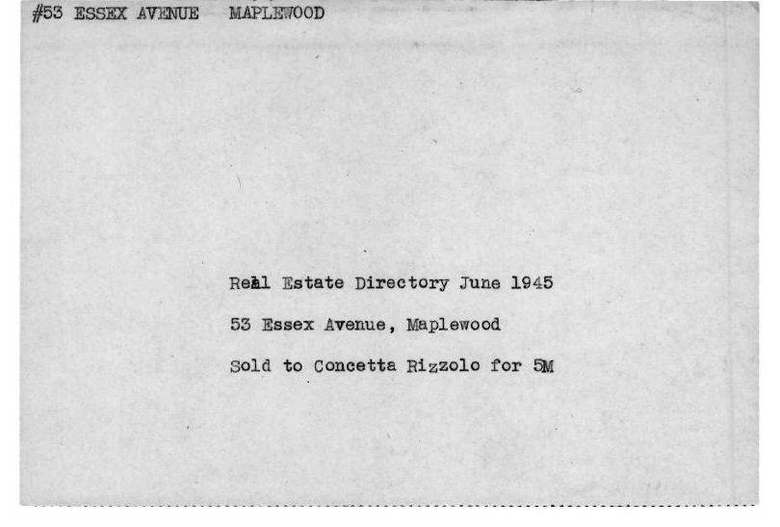 #53 ESSEX AVENUE MAPLEWOOD
Real Estate Directory June 1945
53 Essex Avenue, Maplewood
Sold to Concetta Rizzolo for 5M